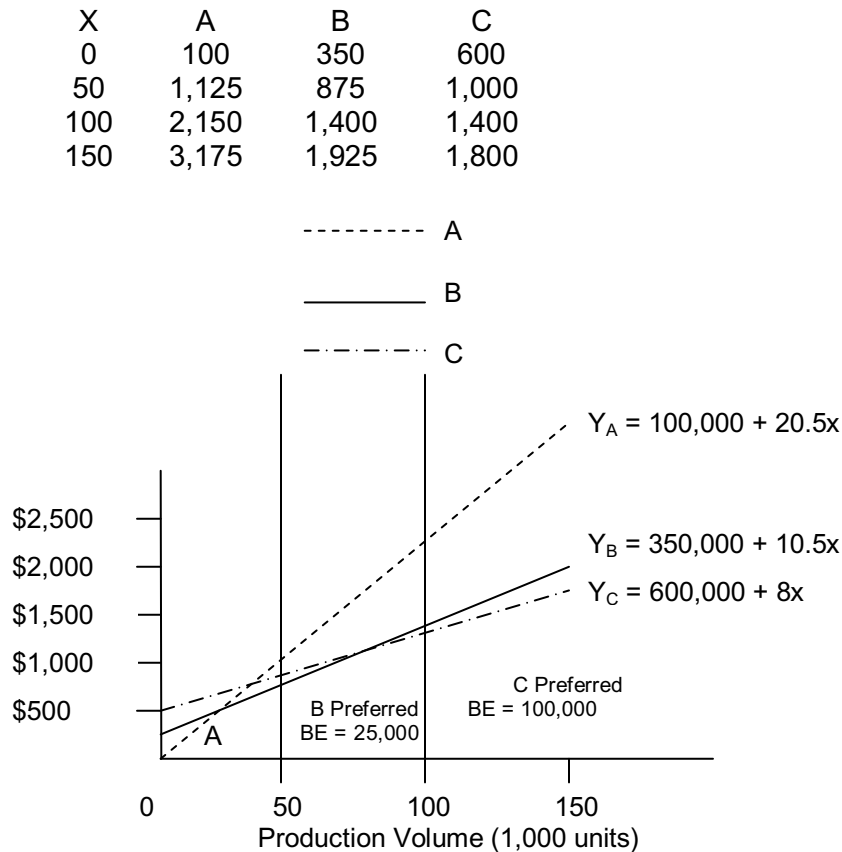 X A B C
0 100 350 600
50 1,125 875 1,000
100 2,150 1,400 1,400
150 3,175 1,925 1,800
A
B
C
Y_A = 100,000 + 20.5x
$2,500
Y_B = 350,000 + 10.5x
$2,000
Y_C = 600,000 + 8x
$1,500
$1,000
C Preferred
BE = 100,000
$500
B Preferred
BE = 25,000
A
0 50 100 150
Production Volume (1,000 units)